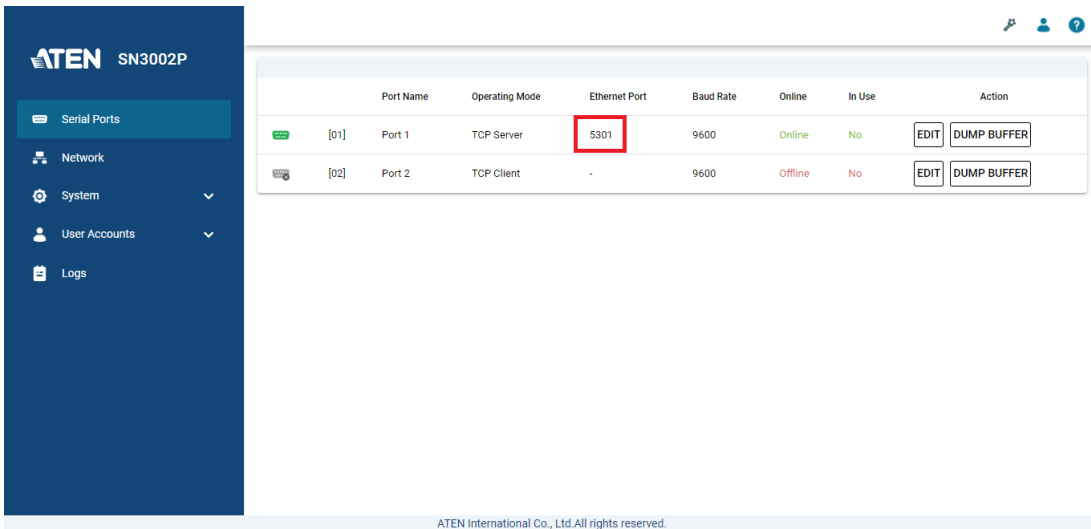 ATEN SN3002P
Serial Ports
Network
System
User Accounts
Logs
Port Name Operating Mode Ethernet Port Baud Rate Online In Use Action
[01] Port 1 TCP Server 5301 9600 Online No EDIT DUMP BUFFER
[02] Port 2 TCP Client - 9600 Offline No EDIT DUMP BUFFER
ATEN International Co., Ltd.All rights reserved.